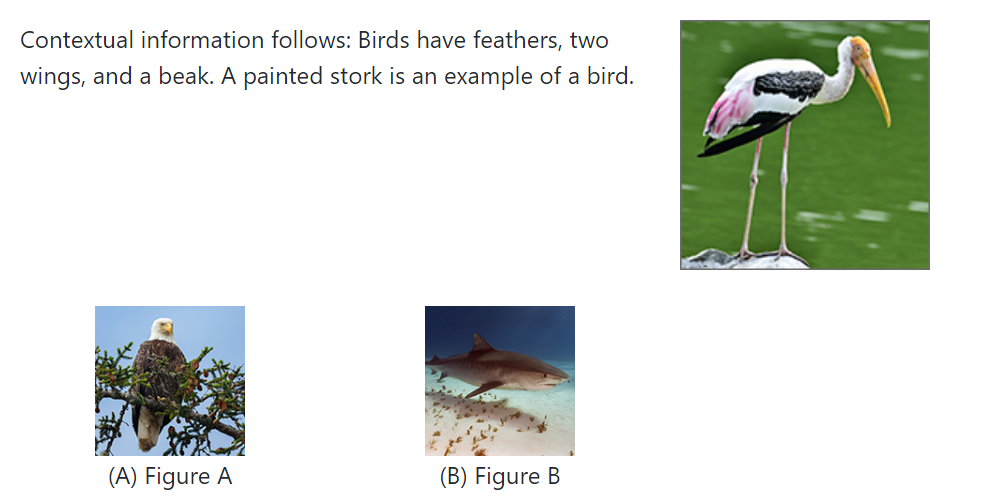 Contextual information follows: Birds have feathers, two
wings, and a beak. A painted stork is an example of a bird.
(A) Figure A
(B) Figure B